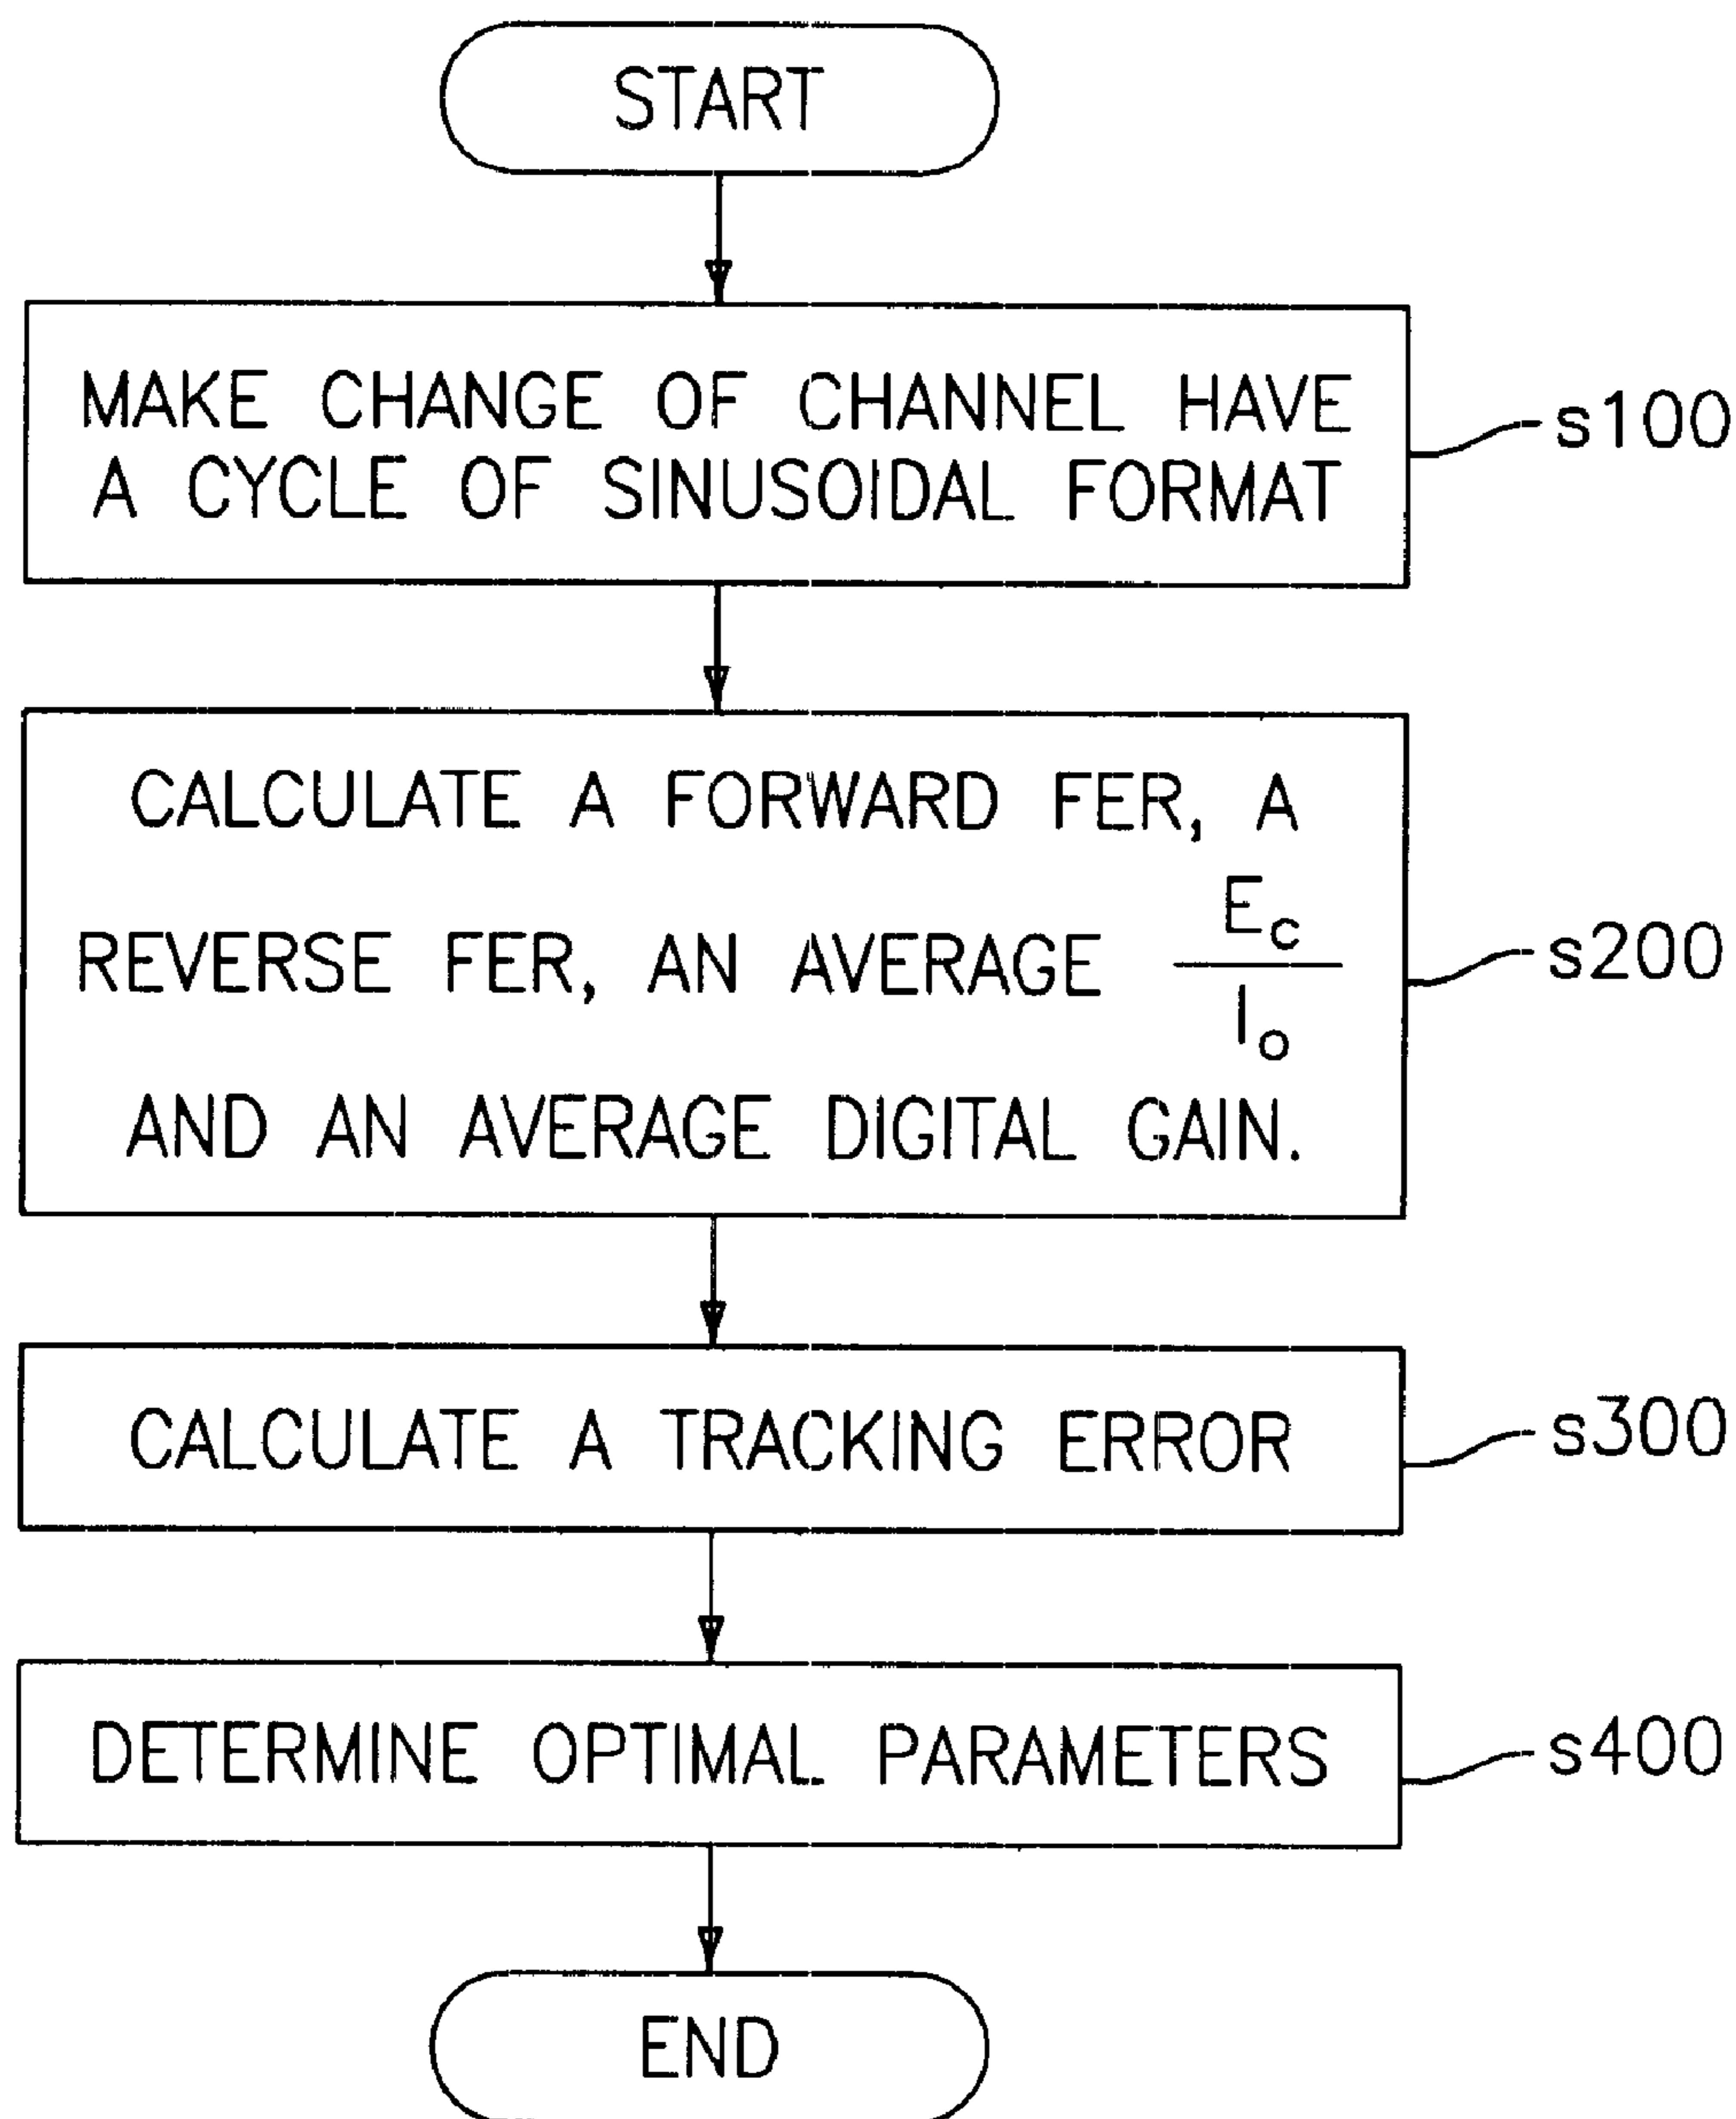 START
MAKE CHANGE OF CHANNEL HAVE
A CYCLE OF SINUSOIDAL FORMAT
s100
CALCULATE A FORWARD FER, A
REVERSE FER, AN AVERAGE Ec/Io
AND AN AVERAGE DIGITAL GAIN.
s200
CALCULATE A TRACKING ERROR
s300
DETERMINE OPTIMAL PARAMETERS
s400
END